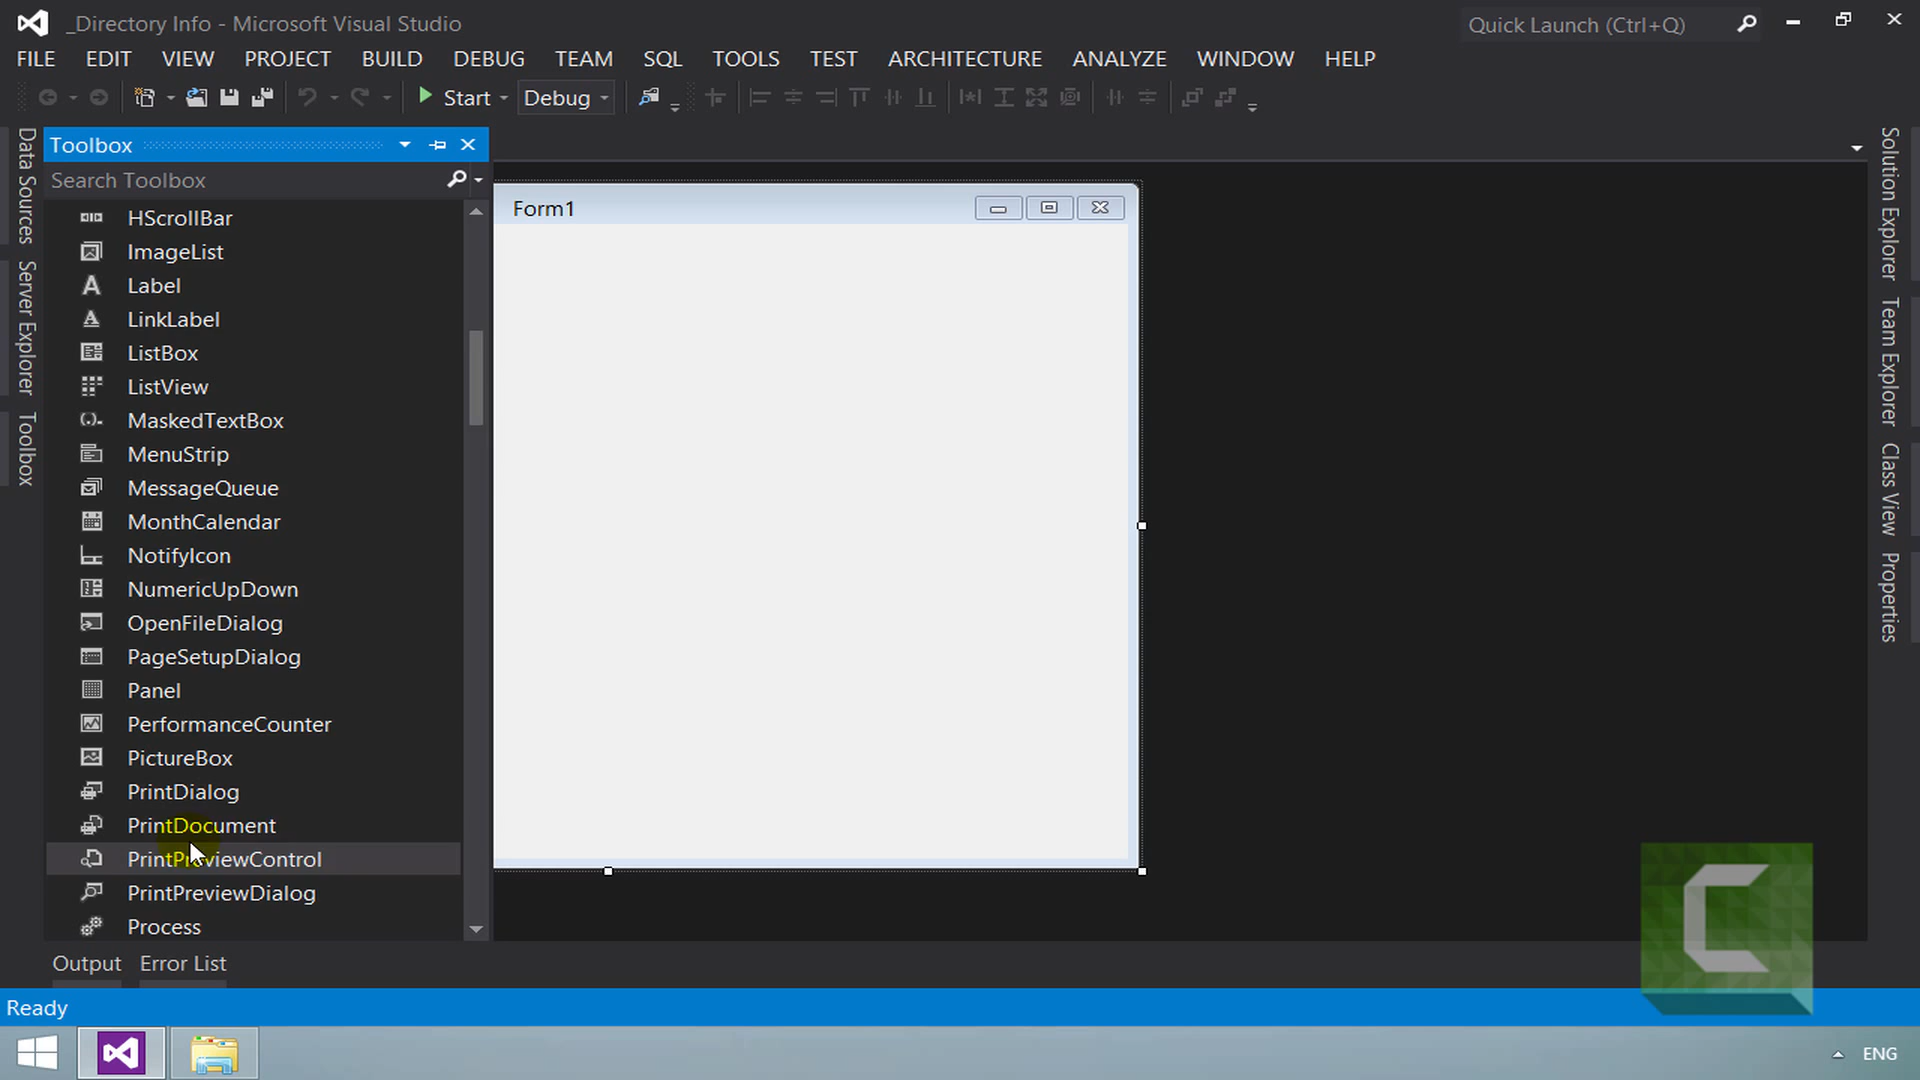 _Directory Info - Microsoft Visual Studio
Quick Launch (Ctrl+Q)
FILE EDIT VIEW PROJECT BUILD DEBUG TEAM SQL TOOLS TEST ARCHITECTURE ANALYZE WINDOW HELP
Start Debug
Data Sources
Server Explorer
Toolbox
Toolbox
Search Toolbox
HScrollBar
ImageList
Label
LinkLabel
ListBox
ListView
MaskedTextBox
MenuStrip
MessageQueue
MonthCalendar
NotifyIcon
NumericUpDown
OpenFileDialog
PageSetupDialog
Panel
PerformanceCounter
PictureBox
PrintDialog
PrintDocument
PrintPreviewControl
PrintPreviewDialog
Process
Form1
Solution Explorer
Team Explorer
Class View
Properties
Output Error List
Ready
ENG